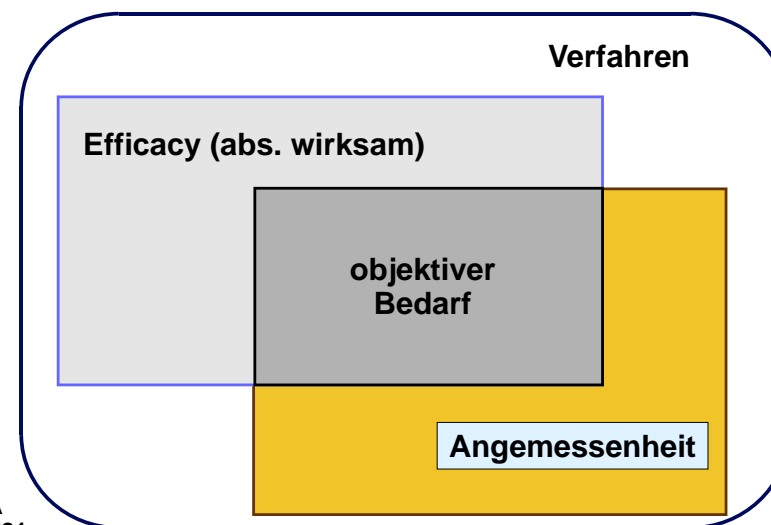 Verfahren
Efficacy (abs. wirksam)
objektiver
Bedarf
Angemessenheit